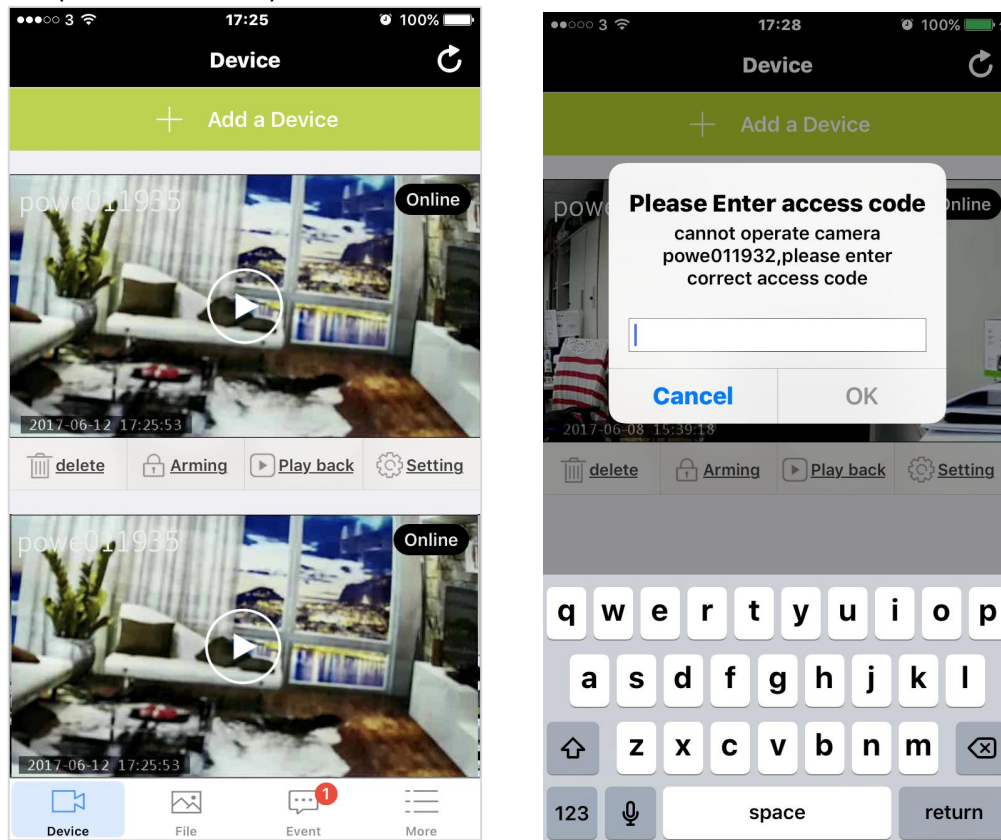 3
17:25
100%
Device
Add a Device
powe011935
Online
2017-06-12 17:25:53
delete
Arming
Play back
Setting
powe011935
Online
2017-06-12 17:25:53
Device
File
1
Event
More
3
17:28
100%
Device
Add a Device
powe
nline
Please Enter access code
cannot operate camera
powe011932,please enter
correct access code
Cancel
OK
2017-06-08 15:39:18
delete
Arming
Play back
Setting
q w e r t y u i o p
a s d f g h j k l
z x c v b n m
123
space
return